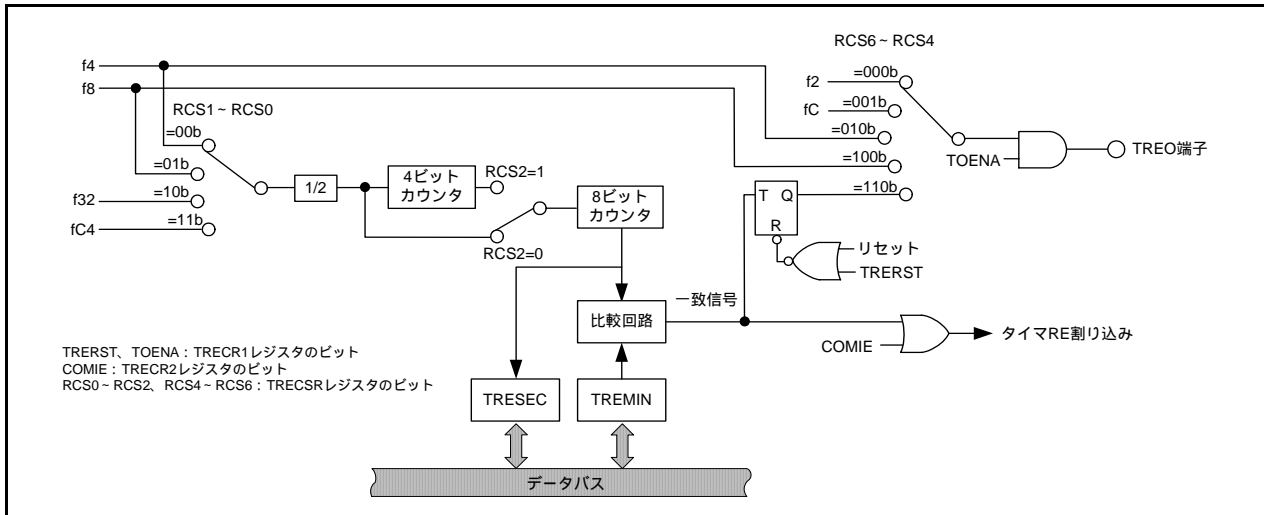 RCS6~RCS4
f4
f8
f2
=000b
fC
=001b
RCS1~RCS0
=00b
=010b
TOENA
TREO端子
=01b
=100b
f32
=10b
1/2
4ビット
カウンタ
RCS2=1
8ビット
カウンタ
T Q
=110b
fC4
=11b
RCS2=0
R
リセット
TRERST
一致信号
比較回路
COMIE
タイマRE割り込み
TRERST、TOENA:TRECR1レジスタのビット
COMIE:TRECR2レジスタのビット
RCS0~RCS2、RCS4~RCS6:TRECSRレジスタのビット
TRESEC
TREMIN
データバス